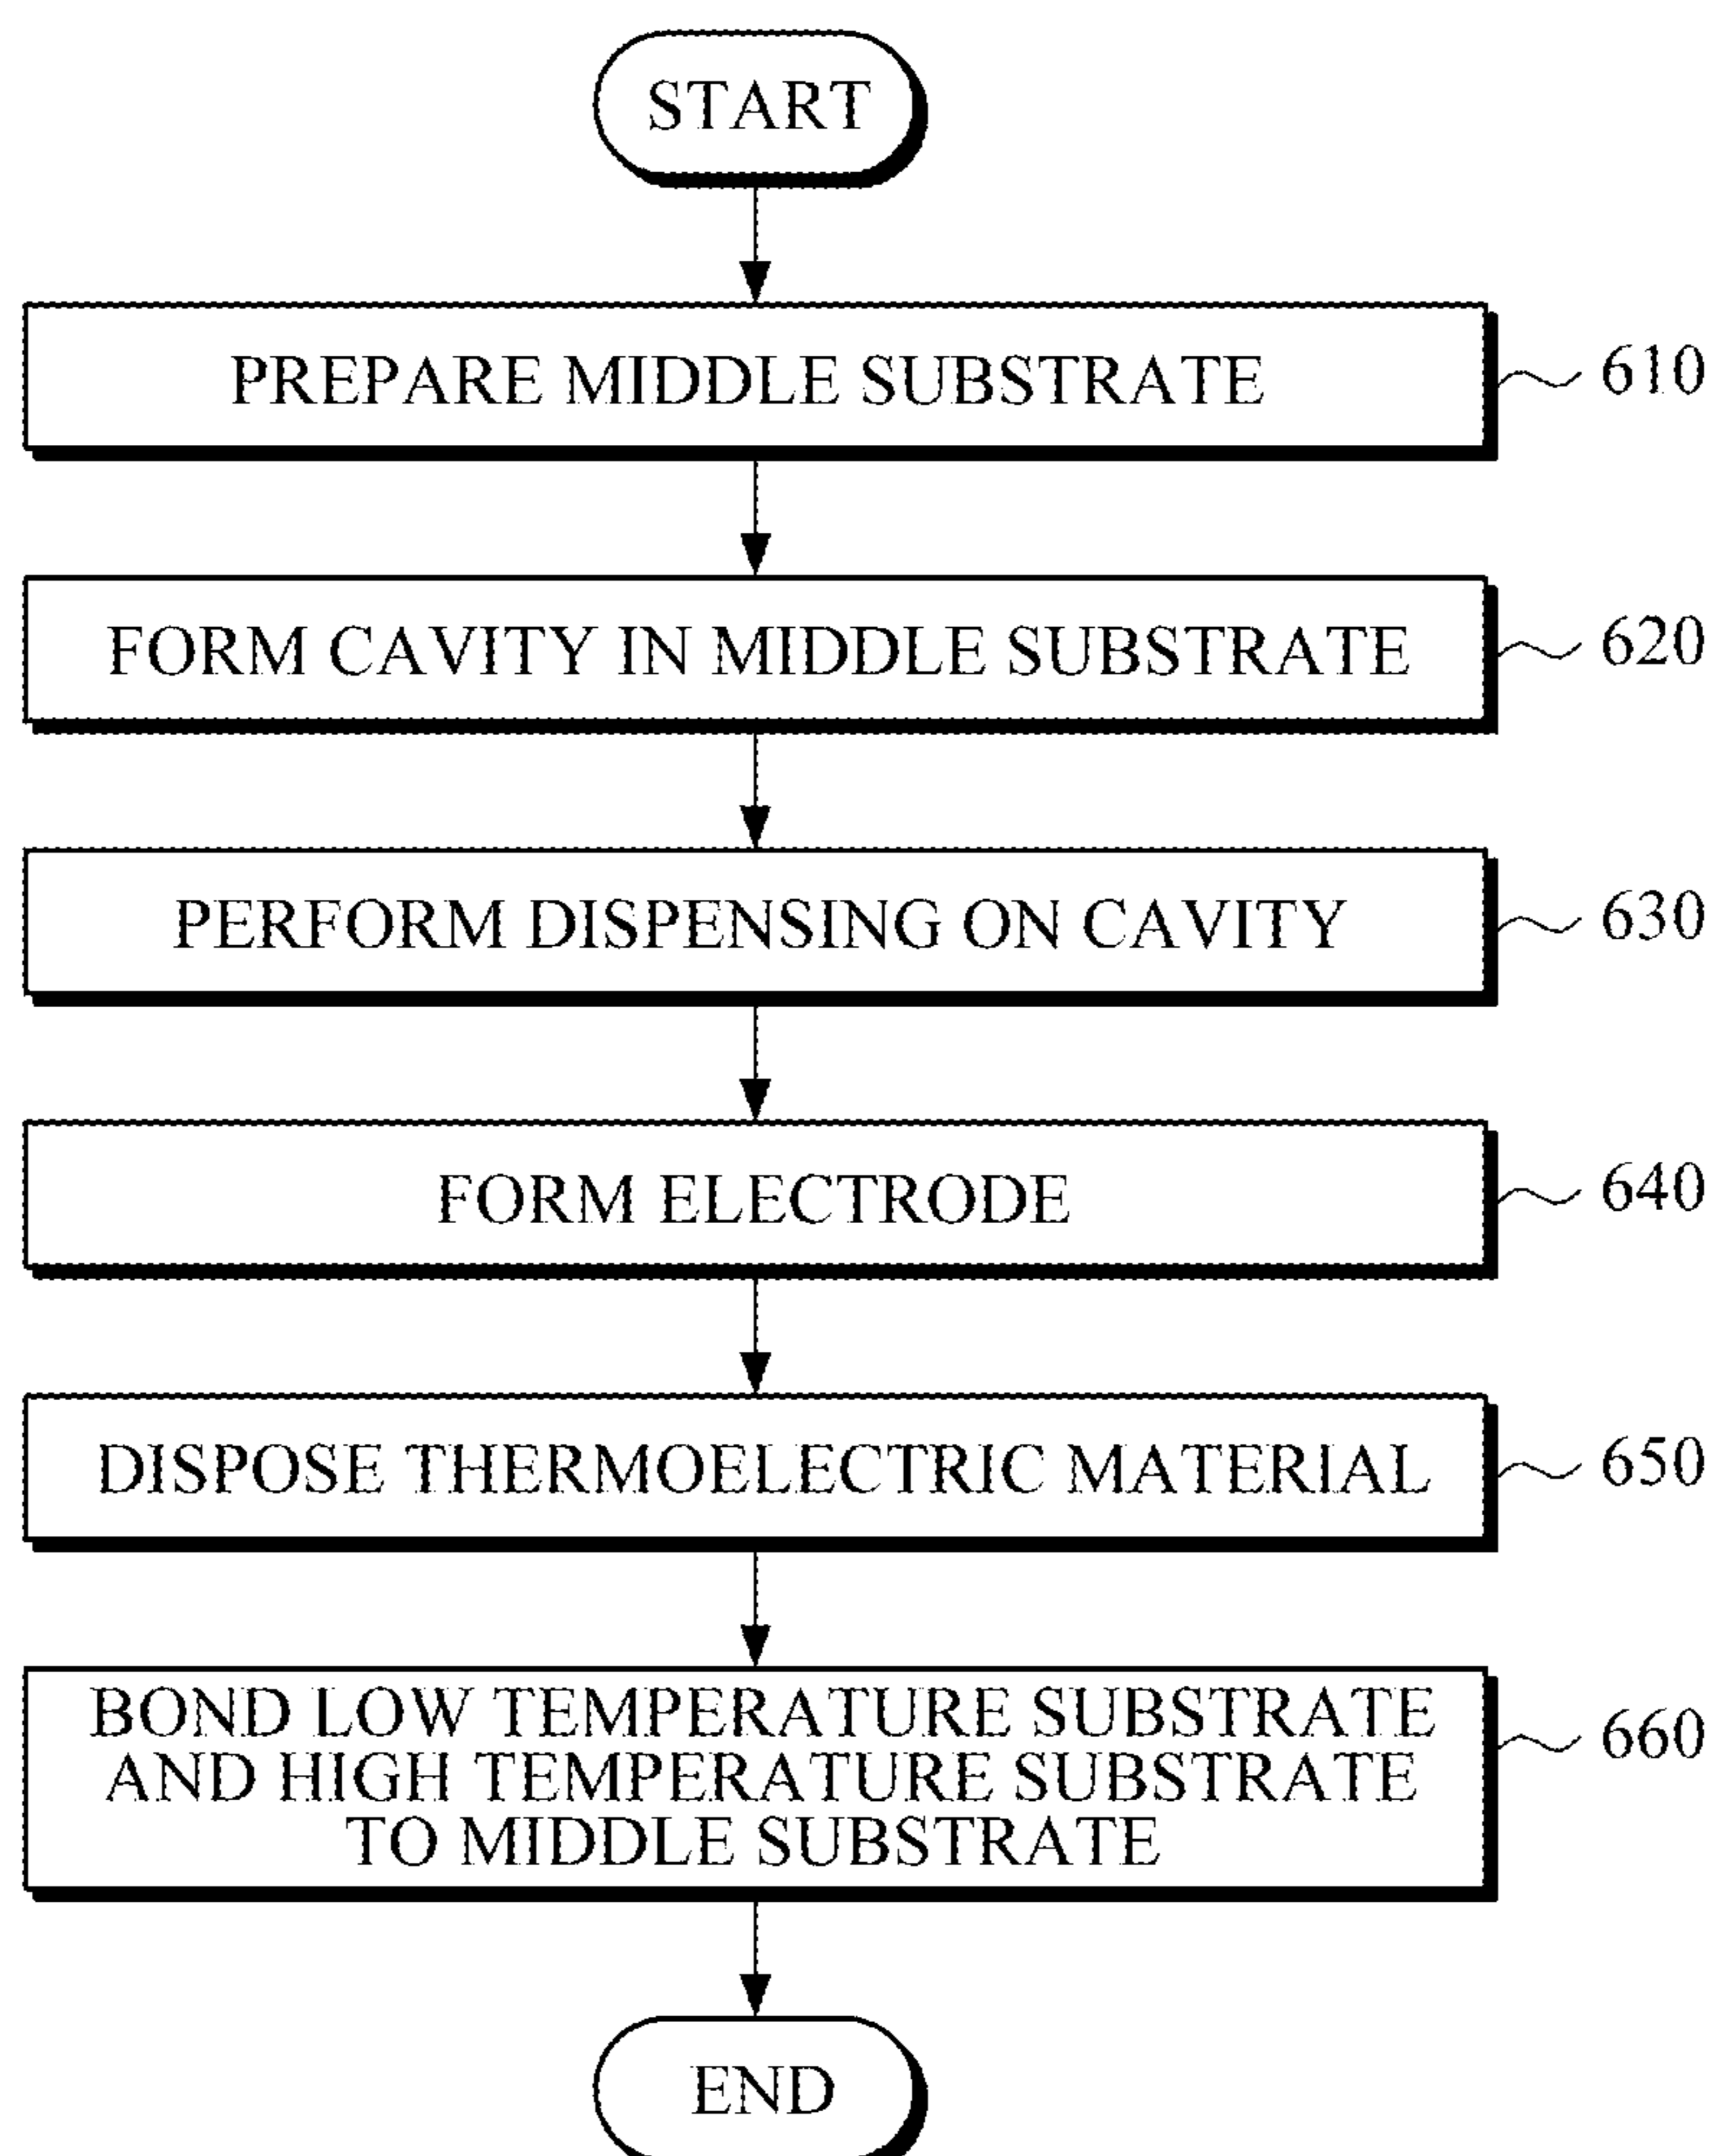 START
PREPARE MIDDLE SUBSTRATE
610
FORM CAVITY IN MIDDLE SUBSTRATE
620
PERFORM DISPENSING ON CAVITY
630
FORM ELECTRODE
640
DISPOSE THERMOELECTRIC MATERIAL
650
BOND LOW TEMPERATURE SUBSTRATE
AND HIGH TEMPERATURE SUBSTRATE
TO MIDDLE SUBSTRATE
660
END